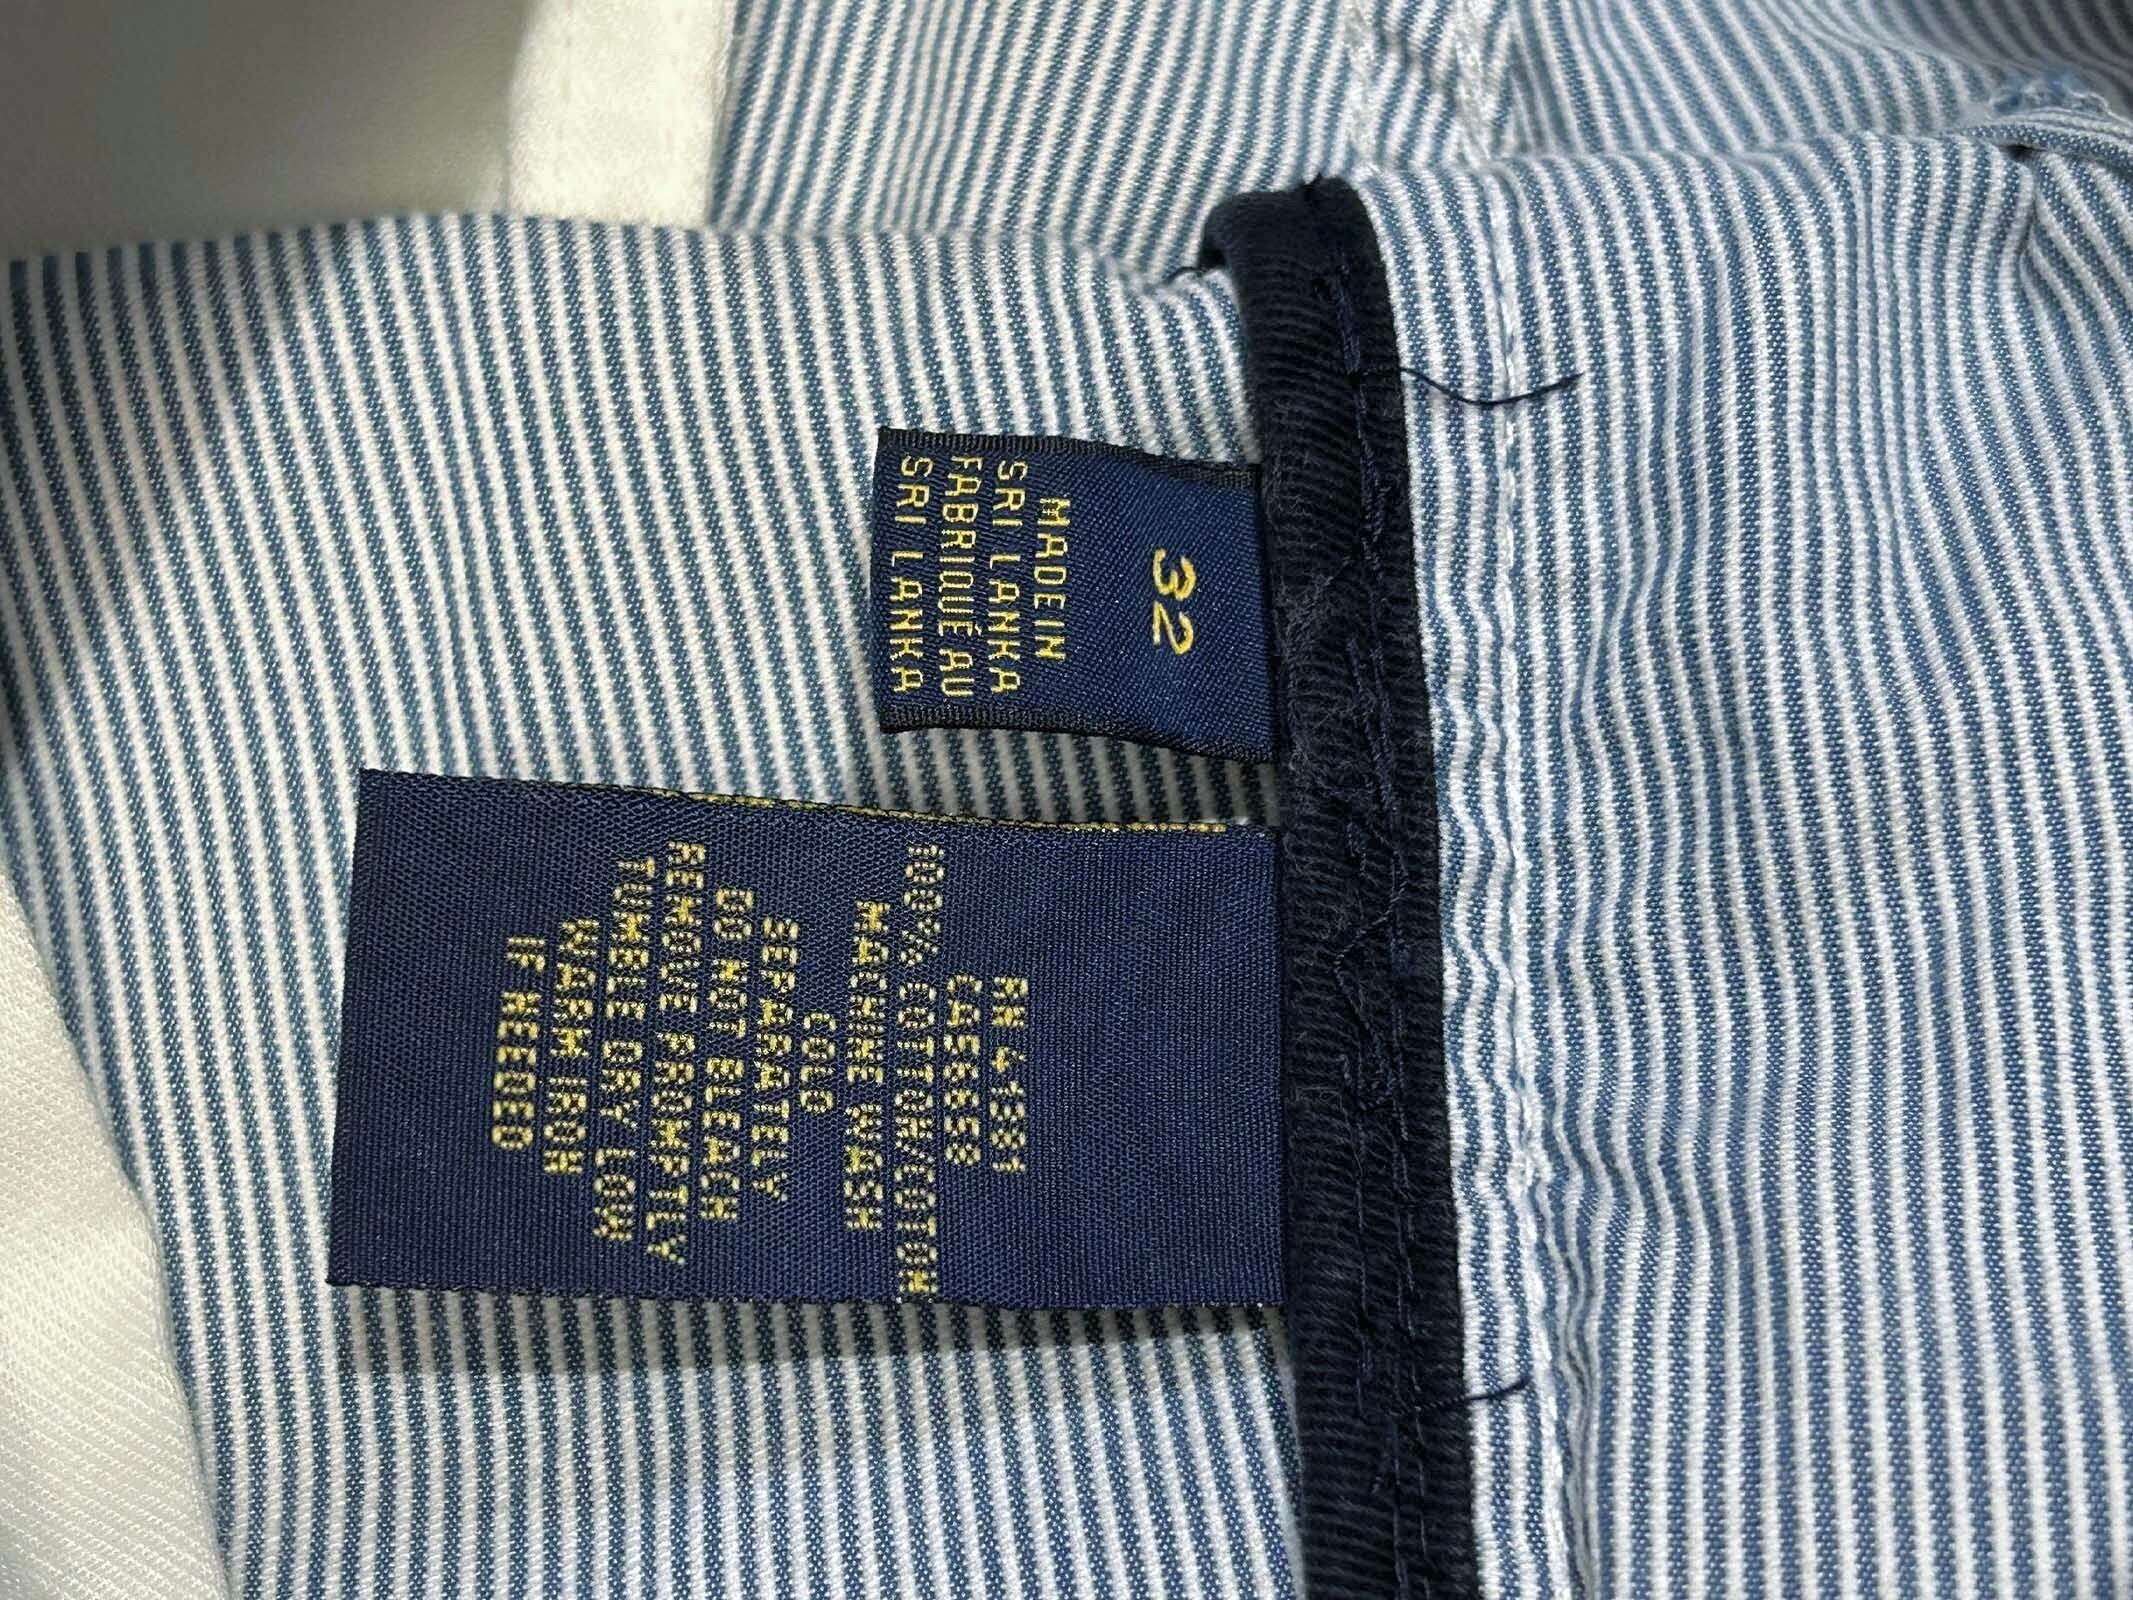 32
MADE IN
SRI LANKA
FABRIQUÉ AU
SRI LANKA
RN 41381
CA56658
100% COTTON/COTON
MACHINE WASH
COLD
SEPARATELY
DO NOT BLEACH
REMOVE PROMPTLY
TUMBLE DRY LOW
WARM IRON
IF NEEDED